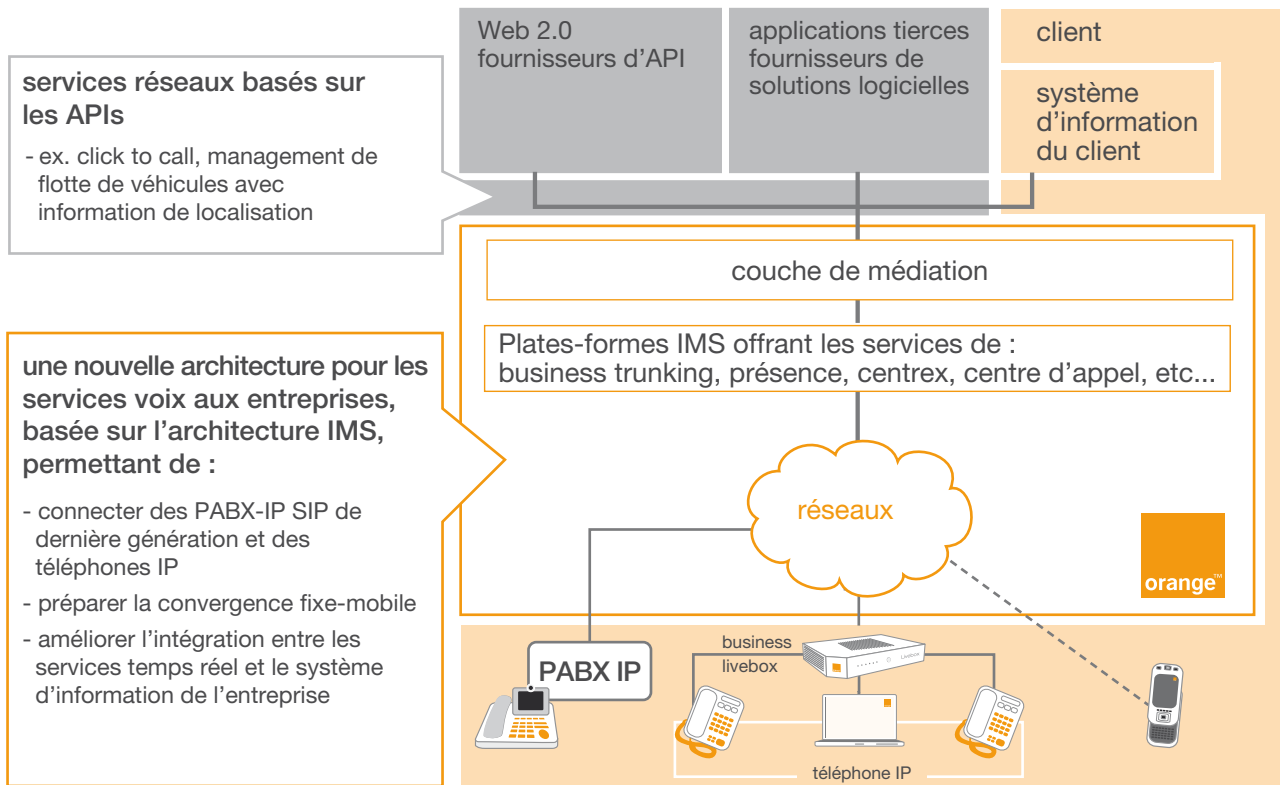 services réseaux basés sur
les APIs
- ex. click to call, management de
flotte de véhicules avec
information de localisation
Web 2.0
fournisseurs d'API
applications tierces
fournisseurs de
solutions logicielles
client
système
d'information
du client
couche de médiation
Plates-formes IMS offrant les services de :
business trunking, présence, centrex, centre d'appel, etc...
une nouvelle architecture pour les
services voix aux entreprises,
basée sur l'architecture IMS,
permettant de :
- connecter des PABX-IP SIP de
dernière génération et des
téléphones IP
- préparer la convergence fixe-mobile
- améliorer l'intégration entre les
services temps réel et le système
d'information de l'entreprise
réseaux
orange™
PABX IP
business
livebox
Livebox
téléphone IP